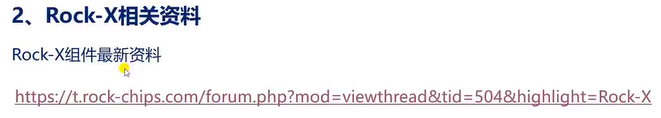 2、Rock-X相关资料
Rock-X组件最新资料
https://t.rock-chips.com/forum.php?mod=viewthread&tid=504&highlight=Rock-X